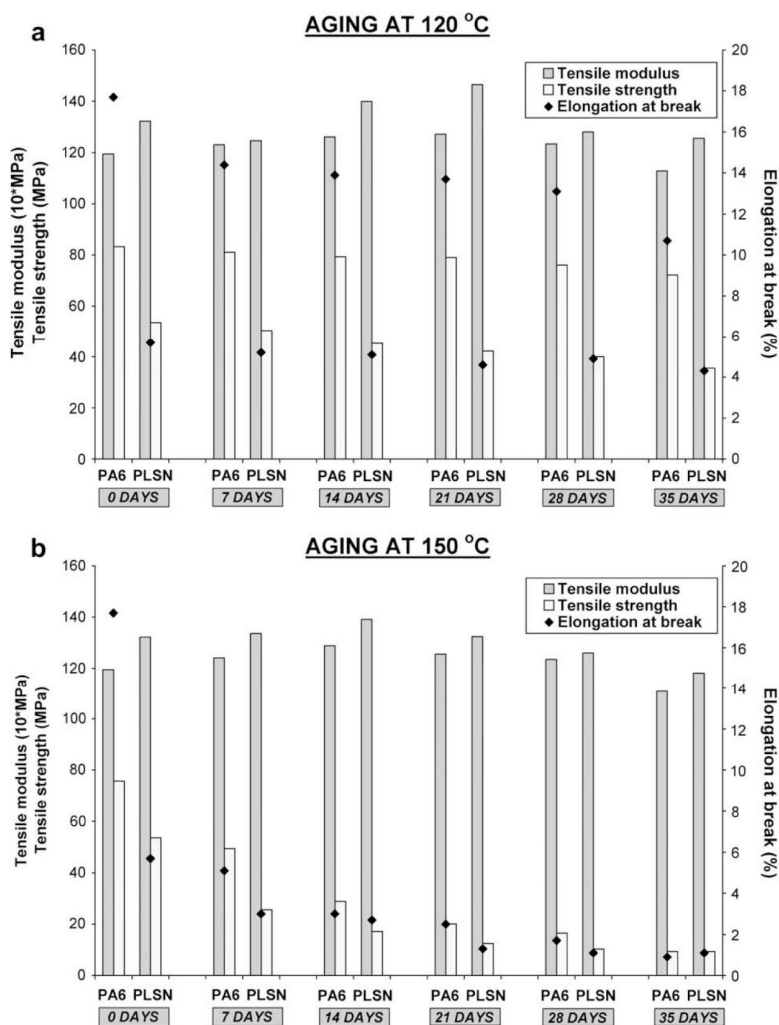 a
AGING AT 120 °C
Tensile modulus (10*MPa)
Tensile strength (MPa)
160
140
120
100
80
60
40
20
0
Tensile modulus
Tensile strength
Elongation at break
20
18
16
14
12
10
8
6
4
2
0
Elongation at break (%)
PA6 PLSN PA6 PLSN PA6 PLSN PA6 PLSN PA6 PLSN PA6 PLSN
0 DAYS 7 DAYS 14 DAYS 21 DAYS 28 DAYS 35 DAYS
b
AGING AT 150 °C
Tensile modulus (10*MPa)
Tensile strength (MPa)
160
140
120
100
80
60
40
20
0
Tensile modulus
Tensile strength
Elongation at break
20
18
16
14
12
10
8
6
4
2
0
Elongation at break (%)
PA6 PLSN PA6 PLSN PA6 PLSN PA6 PLSN PA6 PLSN PA6 PLSN
0 DAYS 7 DAYS 14 DAYS 21 DAYS 28 DAYS 35 DAYS